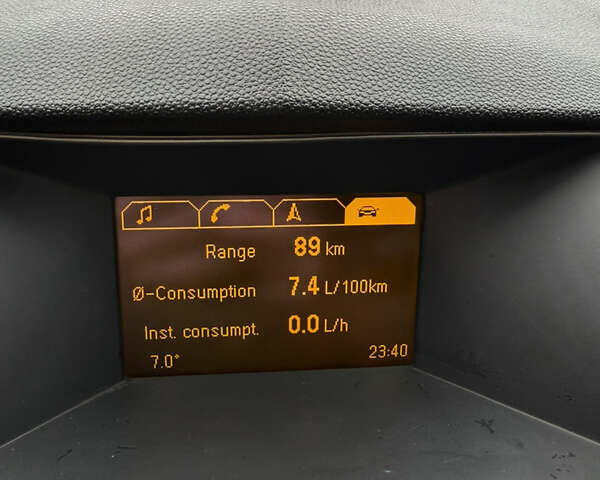 Range 89 km
Ø-Consumption 7.4 L/100km
Inst. consumpt. 0.0 L/h
7.0° 23:40